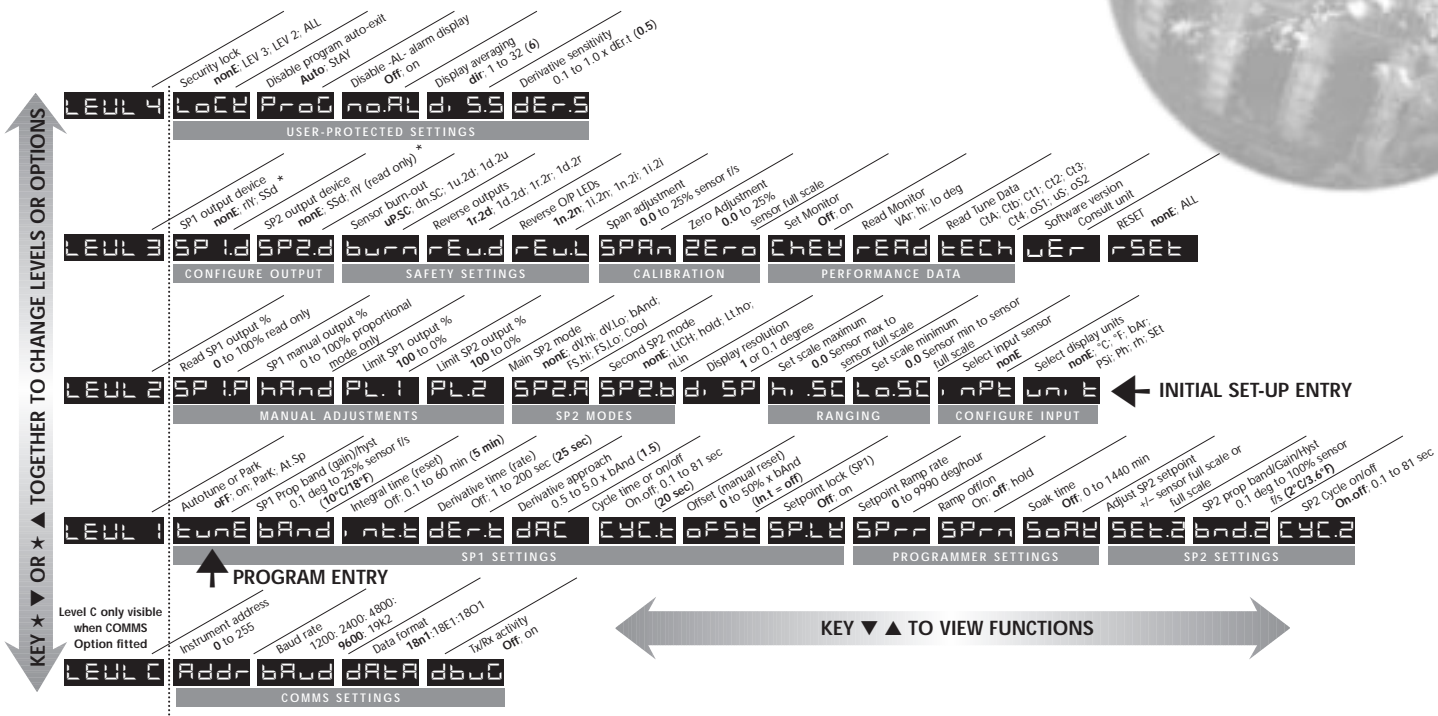 KEY ★ ▼ OR ★ ▲ TOGETHER TO CHANGE LEVELS OR OPTIONS
Security lock
nonE; LEV 3; LEV 2; ALL
Disable program auto-exit
Auto; StAY
Disable -AL- alarm display
Off; on
Display averaging
dir; 1 to 32 (6)
Derivative sensitivity
0.1 to 1.0 x dEr.t (0.5)
LEVL 4 LoCK ProG no.AL di S.S dEr.S
USER-PROTECTED SETTINGS
SP1 output device
nonE; rlY; SSd *
SP2 output device
nonE; SSd; rlY (read only) *
Sensor burn-out
uP.SC; dn.SC; 1u.2d; 1d.2u
Reverse outputs
1r.2d; 1d.2d; 1r.2r; 1d.2r
Reverse O/P LEDs
1n.2n; 1i.2n; 1n.2i; 1i.2i
Span adjustment
0.0 to 25% sensor f/s
Zero Adjustment
0.0 to 25%
sensor full scale
Set Monitor
Off; on
Read Monitor
VAr; hi; lo deg
Read Tune Data
CtA; Ctb; Ct1; Ct2; Ct3;
Ct4; oS1; uS; oS2
Software version
Consult unit
RESET
nonE; ALL
LEVL 3 SP1.d SP2.d burn rEv.d rEv.L SPAn ZEro ChEK rEAd tECh vEr rSEt
CONFIGURE OUTPUT SAFETY SETTINGS CALIBRATION PERFORMANCE DATA
Read SP1 output %
0 to 100% read only
SP1 manual output %
0 to 100% proportional
mode only
Limit SP1 output %
100 to 0%
Limit SP2 output %
100 to 0%
Main SP2 mode
nonE; dV.hi; dV.Lo; bAnd;
FS.hi; FS.Lo; Cool
Second SP2 mode
nonE; LtCH; hold; Lt.ho;
nLin
Display resolution
1 or 0.1 degree
Set scale maximum
0.0 Sensor max to
sensor full scale
Set scale minimum
0.0 Sensor min to sensor
full scale
Select input sensor
nonE
Select display units
nonE; °C; °F; bAr;
PSi; Ph; rh; SEt
LEVL 2 SP1.P hAnd PL.1 PL.2 SP2.A SP2.b di SP hi.SC Lo.SC inPt unit
INITIAL SET-UP ENTRY
MANUAL ADJUSTMENTS SP2 MODES RANGING CONFIGURE INPUT
Autotune or Park
off; on; ParK; At.Sp
SP1 Prop band (gain)/hyst
0.1 deg to 25% sensor f/s
(10°C/18°F)
Integral time (reset)
Off; 0.1 to 60 min (5 min)
Derivative time (rate)
Off; 1 to 200 sec (25 sec)
Derivative approach
0.5 to 5.0 x bAnd (1.5)
Cycle time or on/off
On.off; 0.1 to 81 sec
(20 sec)
Offset (manual reset)
0 to 50% x bAnd
(In.t = off)
Setpoint lock (SP1)
Off; on
Setpoint Ramp rate
0 to 9990 deg/hour
Ramp off/on
On; off; hold
Soak time
Off; 0 to 1440 min
Adjust SP2 setpoint
+/– sensor full scale or
full scale
SP2 prop band/Gain/Hyst
0.1 deg to 100% sensor
f/s (2°C/3.6°F)
SP2 Cycle on/off
On.off; 0.1 to 81 sec
LEVL 1 tunE bAnd int.t dEr.t dAC CYC.t oFSt SP.LK SPrr SPrn SoAK SEt.2 bnd.2 CYC.2
SP1 SETTINGS PROGRAMMER SETTINGS SP2 SETTINGS
PROGRAM ENTRY
Level C only visible
when COMMS
Option fitted
Instrument address
0 to 255
Baud rate
1200: 2400: 4800:
9600: 19k2
Data format
18n1:18E1:18O1
Tx/Rx activity
Off; on
KEY ▼ ▲ TO VIEW FUNCTIONS
LEVL C Addr bAud dAtA dbuG
COMMS SETTINGS